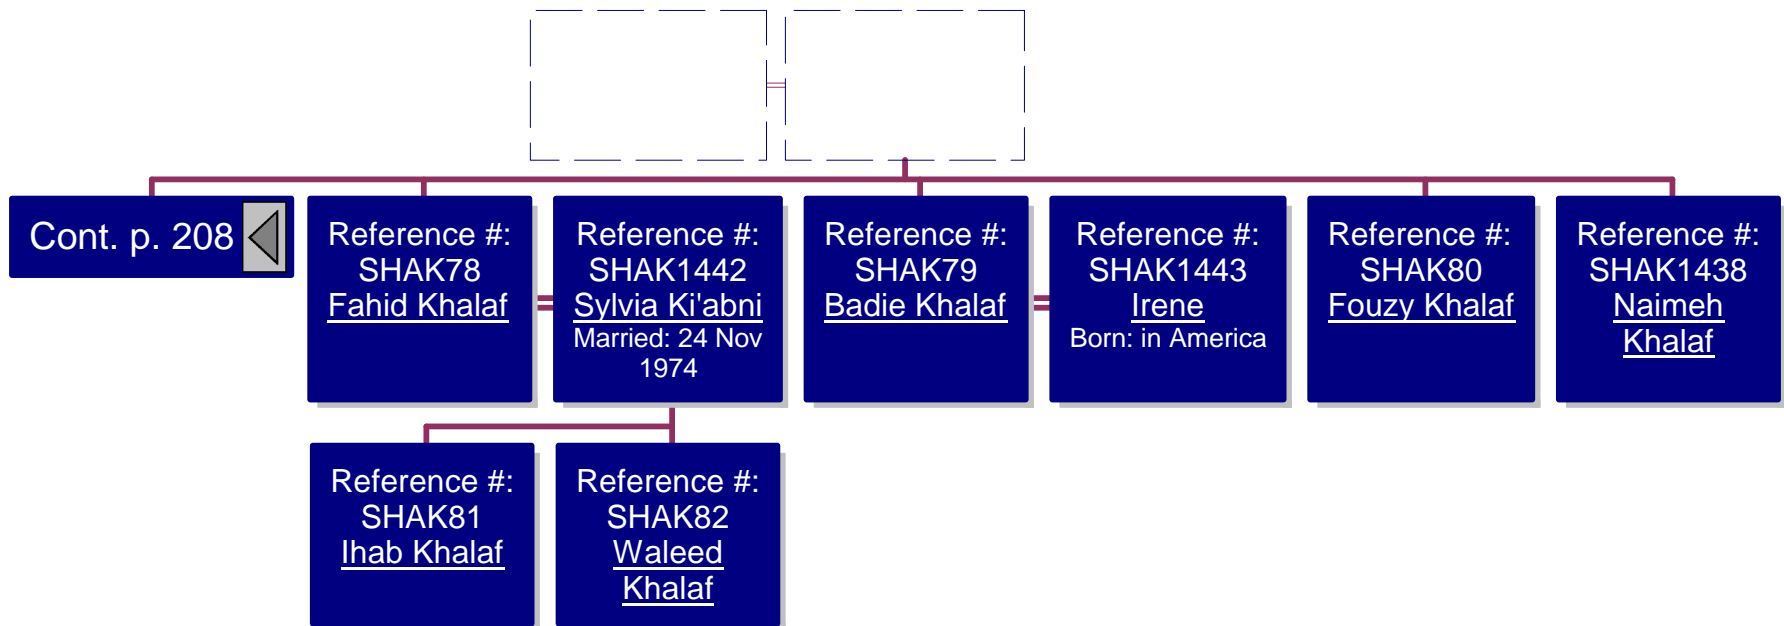 Cont. p. 208
Reference #:
SHAK78
Fahid Khalaf
Reference #:
SHAK1442
Sylvia Ki'abni
Married: 24 Nov
1974
Reference #:
SHAK79
Badie Khalaf
Reference #:
SHAK1443
Irene
Born: in America
Reference #:
SHAK80
Fouzy Khalaf
Reference #:
SHAK1438
Naimeh
Khalaf
Reference #:
SHAK81
Ihab Khalaf
Reference #:
SHAK82
Waleed
Khalaf